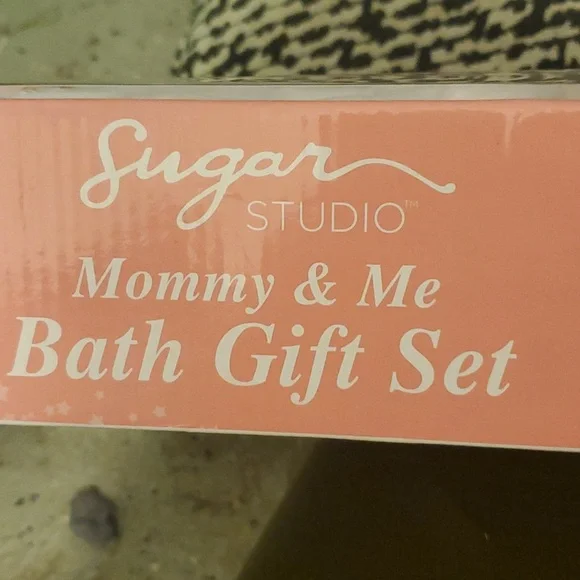 Sugar
STUDIO™
Mommy & Me
Bath Gift Set